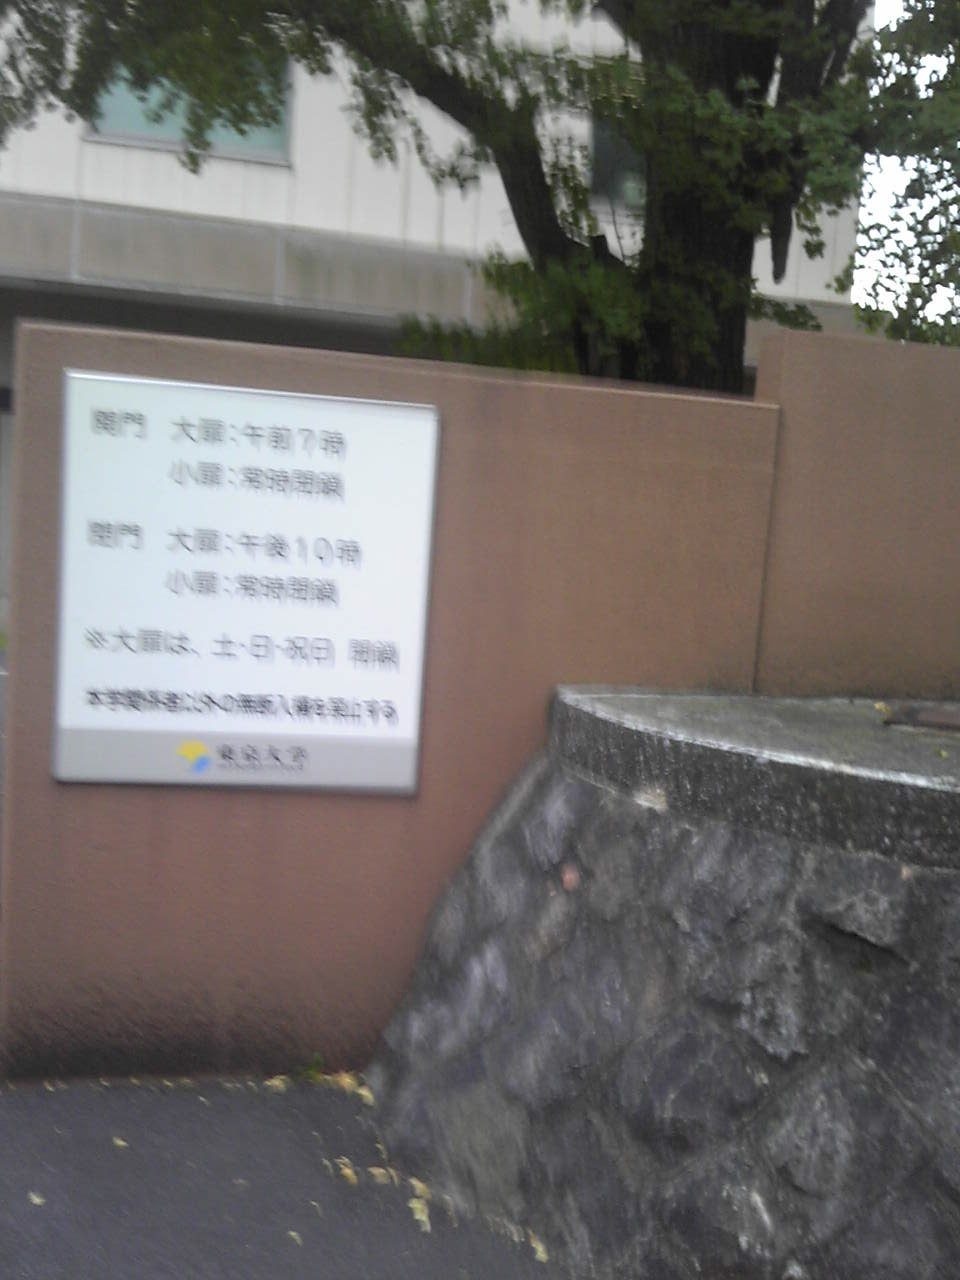 開門 大扉：午前７時
小扉：常時閉鎖
閉門 大扉：午後１０時
小扉：常時閉鎖
※大扉は、土・日・祝日 閉鎖
本学関係者以外の無断入構を禁止する
東京大学